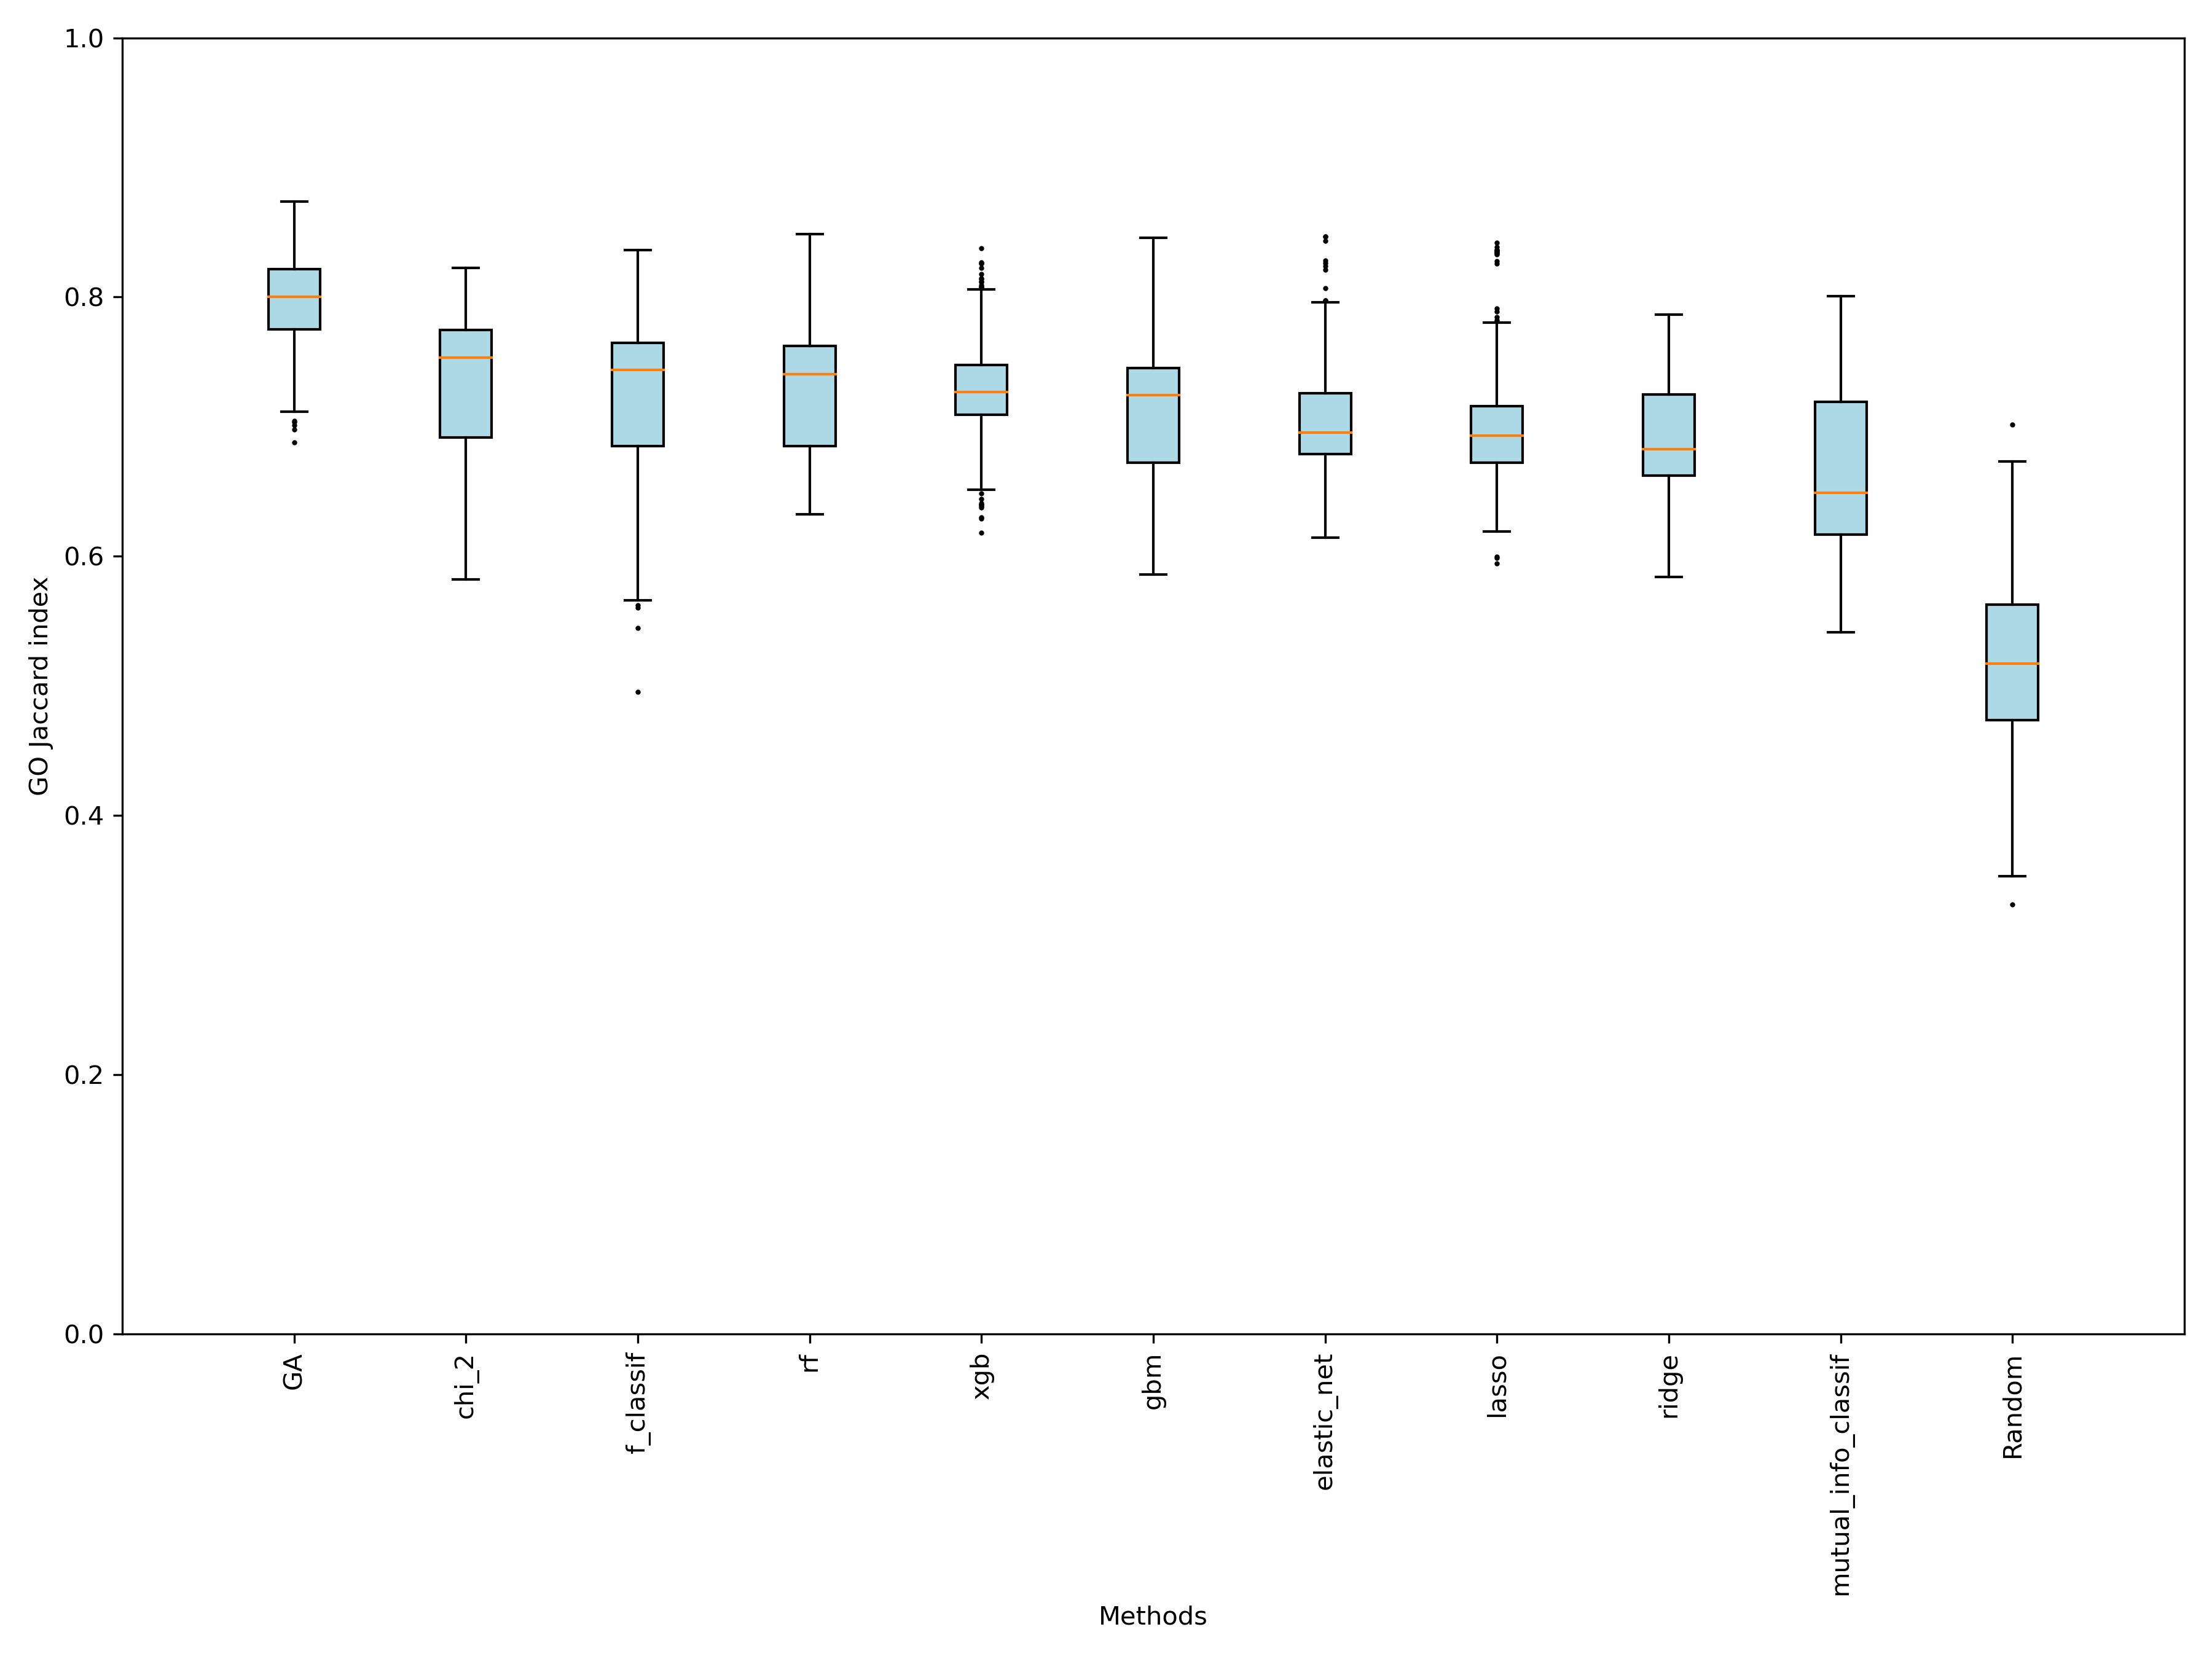 1.0
0.8
0.6
0.4
0.2
0.0
GO Jaccard index
GA
chi_2
f_classif
rf
xgb
gbm
elastic_net
lasso
ridge
mutual_info_classif
Random
Methods